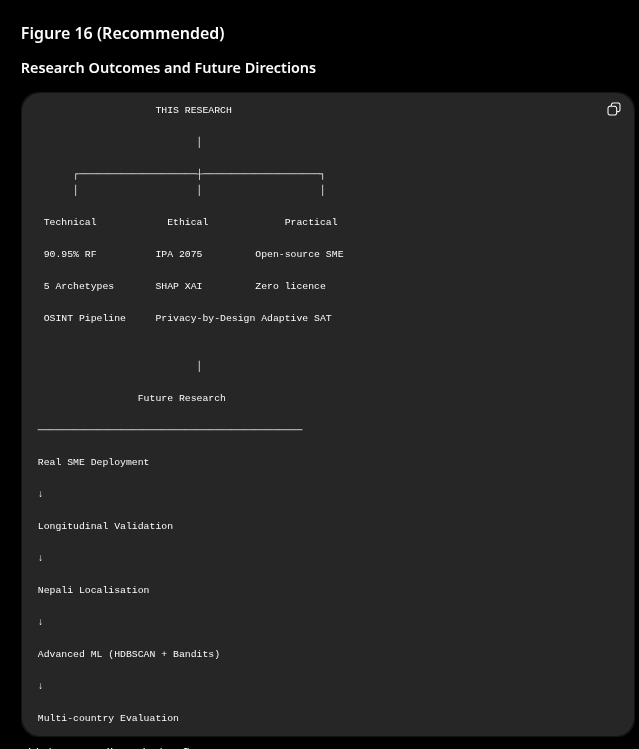 Figure 16 (Recommended)
Research Outcomes and Future Directions
THIS RESEARCH
Technical Ethical Practical
90.95% RF IPA 2075 Open-source SME
5 Archetypes SHAP XAI Zero licence
OSINT Pipeline Privacy-by-Design Adaptive SAT
Future Research
Real SME Deployment
↓
Longitudinal Validation
↓
Nepali Localisation
↓
Advanced ML (HDBSCAN + Bandits)
↓
Multi-country Evaluation